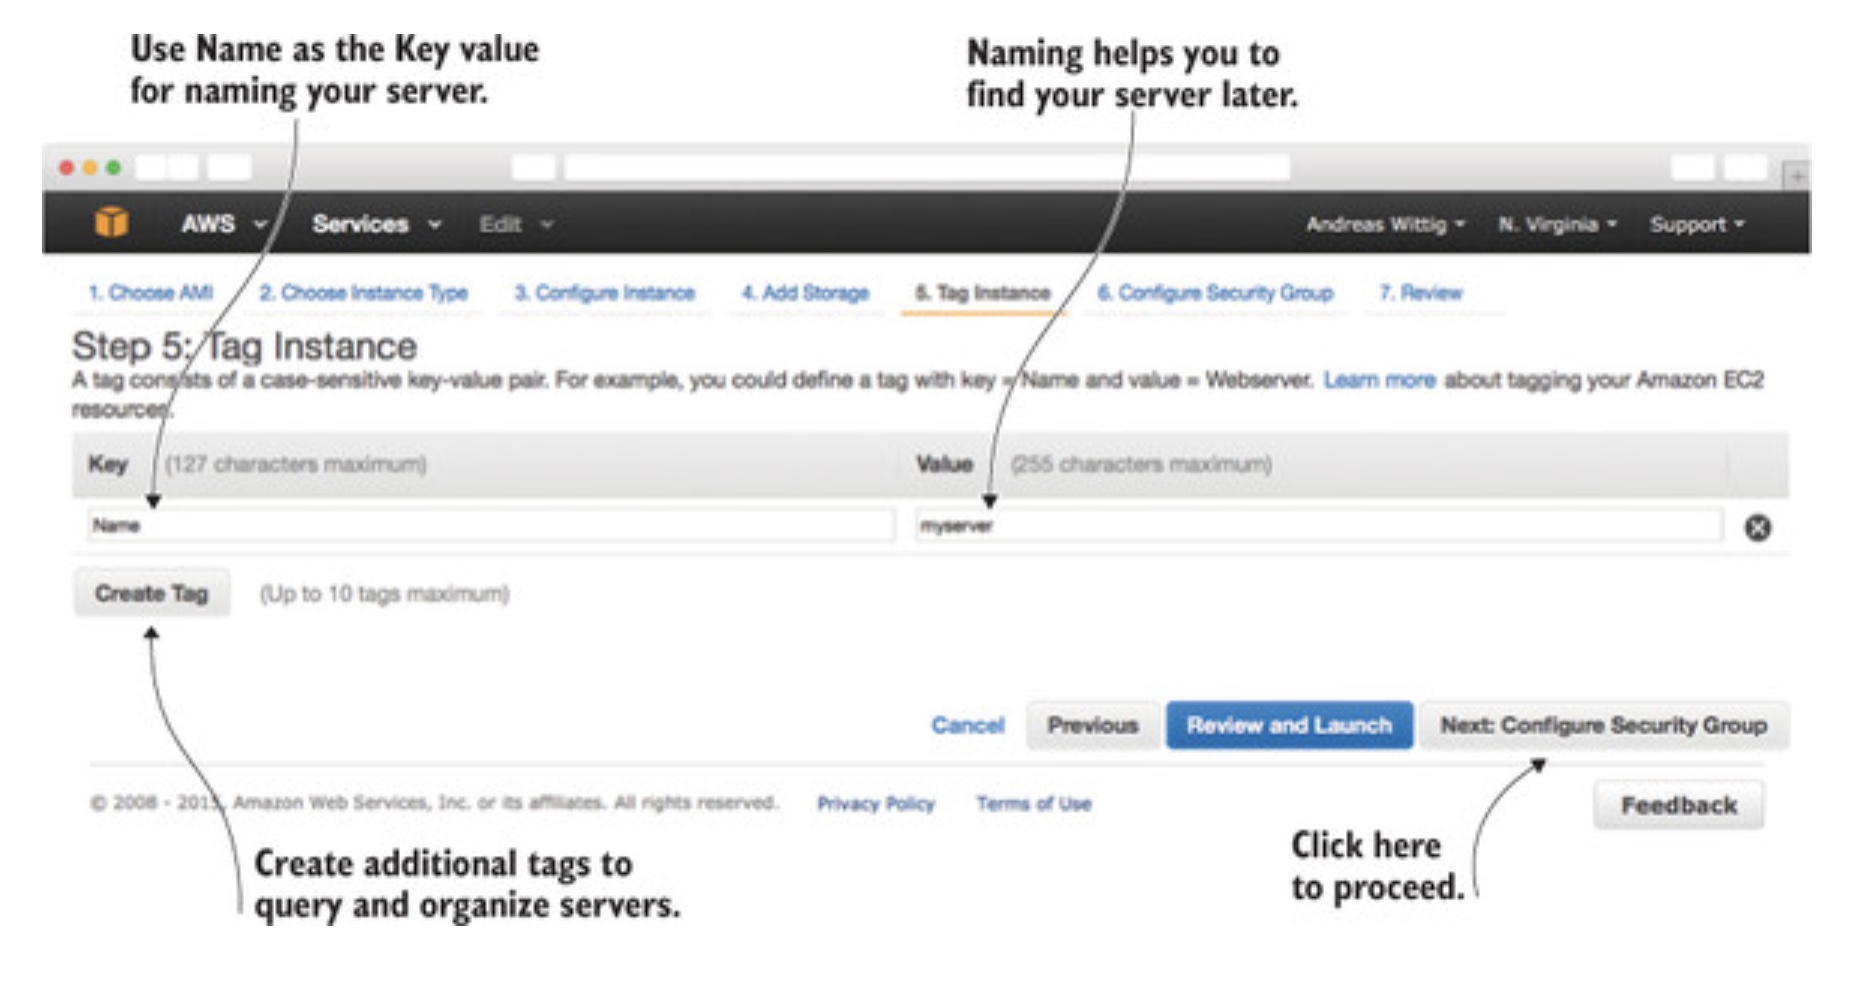 Use Name as the Key value
for naming your server.
Naming helps you to
find your server later.
AWS Services Edit Andreas Wittig N. Virginia Support
1. Choose AMI 2. Choose Instance Type 3. Configure Instance 4. Add Storage 5. Tag Instance 6. Configure Security Group 7. Review
Step 5: Tag Instance
A tag consists of a case-sensitive key-value pair. For example, you could define a tag with key = Name and value = Webserver. Learn more about tagging your Amazon EC2
resources.
Key (127 characters maximum) Value (255 characters maximum)
Name myserver
Create Tag (Up to 10 tags maximum)
Cancel Previous Review and Launch Next: Configure Security Group
© 2008 - 2015, Amazon Web Services, Inc. or its affiliates. All rights reserved. Privacy Policy Terms of Use Feedback
Create additional tags to
query and organize servers.
Click here
to proceed.